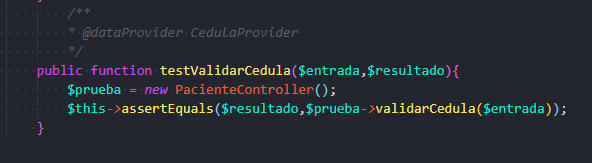 /**
* @dataProvider CedulaProvider
*/
public function testValidarCedula($entrada,$resultado){
$prueba = new PacienteController();
$this->assertEquals($resultado,$prueba->validarCedula($entrada));
}